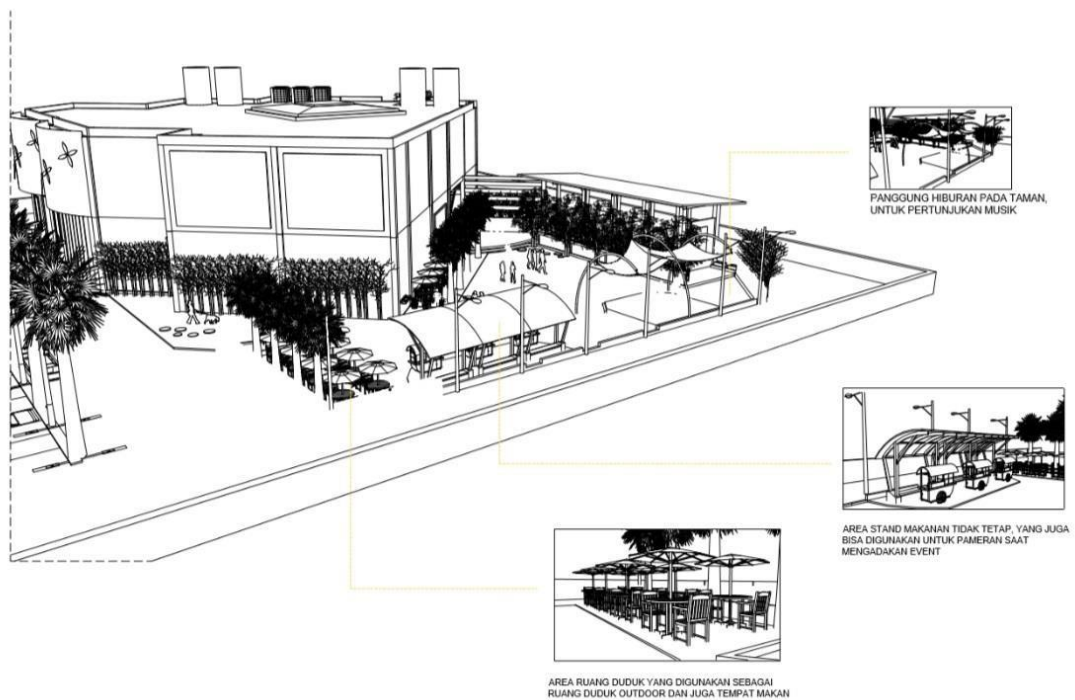 PANGGUNG HIBURAN PADA TAMAN,
UNTUK PERTUNJUKAN MUSIK
AREA STAND MAKANAN TIDAK TETAP, YANG JUGA
BISA DIGUNAKAN UNTUK PAMERAN SAAT
MENGADAKAN EVENT
AREA RUANG DUDUK YANG DIGUNAKAN SEBAGAI
RUANG DUDUK OUTDOOR DAN JUGA TEMPAT MAKAN